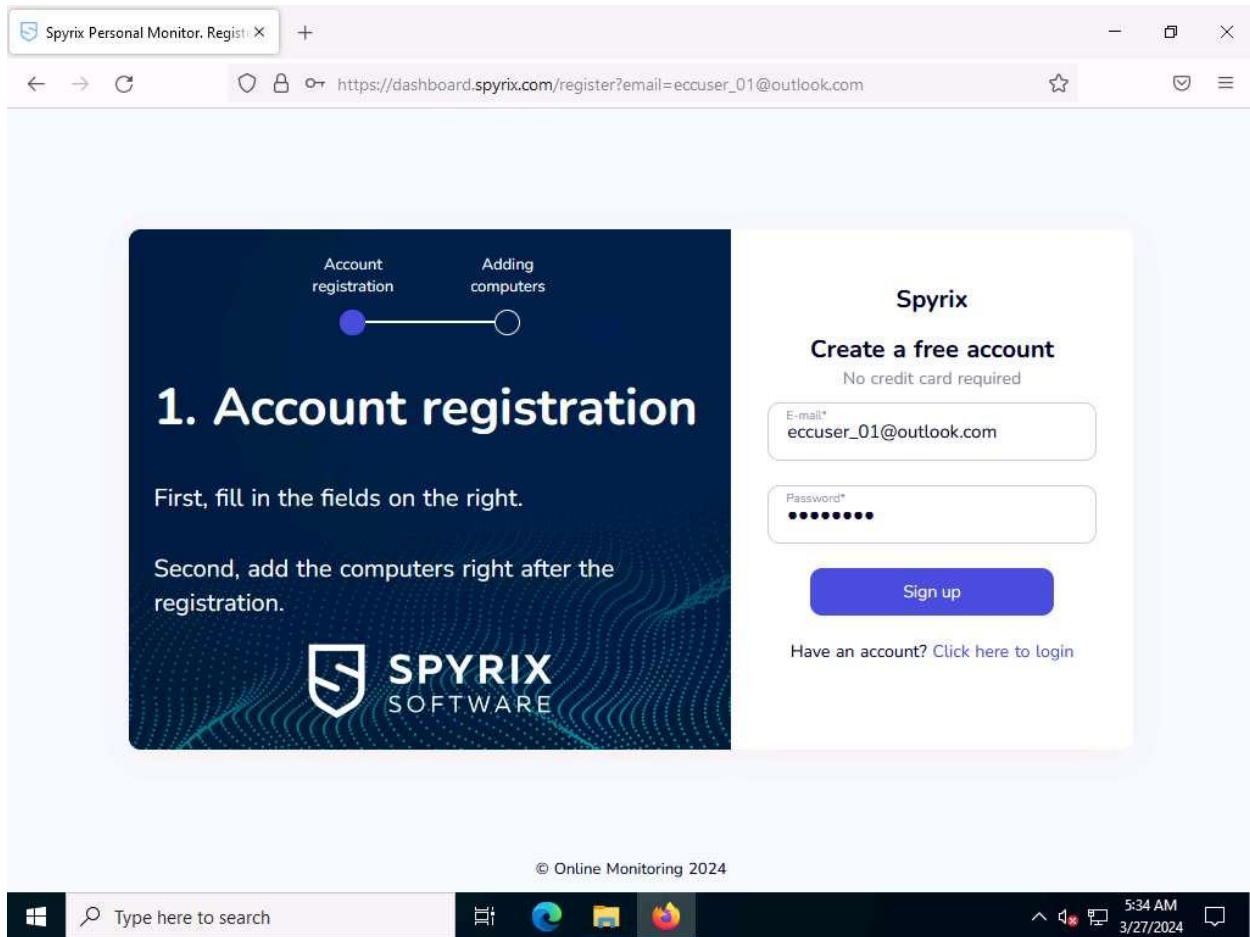 Spyrix Personal Monitor. Regist
https://dashboard.spyrix.com/register?email=eccuser_01@outlook.com
Account
registration
Adding
computers
1. Account registration
First, fill in the fields on the right.
Second, add the computers right after the
registration.
SPYRIX
SOFTWARE
Spyrix
Create a free account
No credit card required
E-mail*
eccuser_01@outlook.com
Password*
••••••••
Sign up
Have an account? Click here to login
© Online Monitoring 2024
Type here to search
5:34 AM
3/27/2024